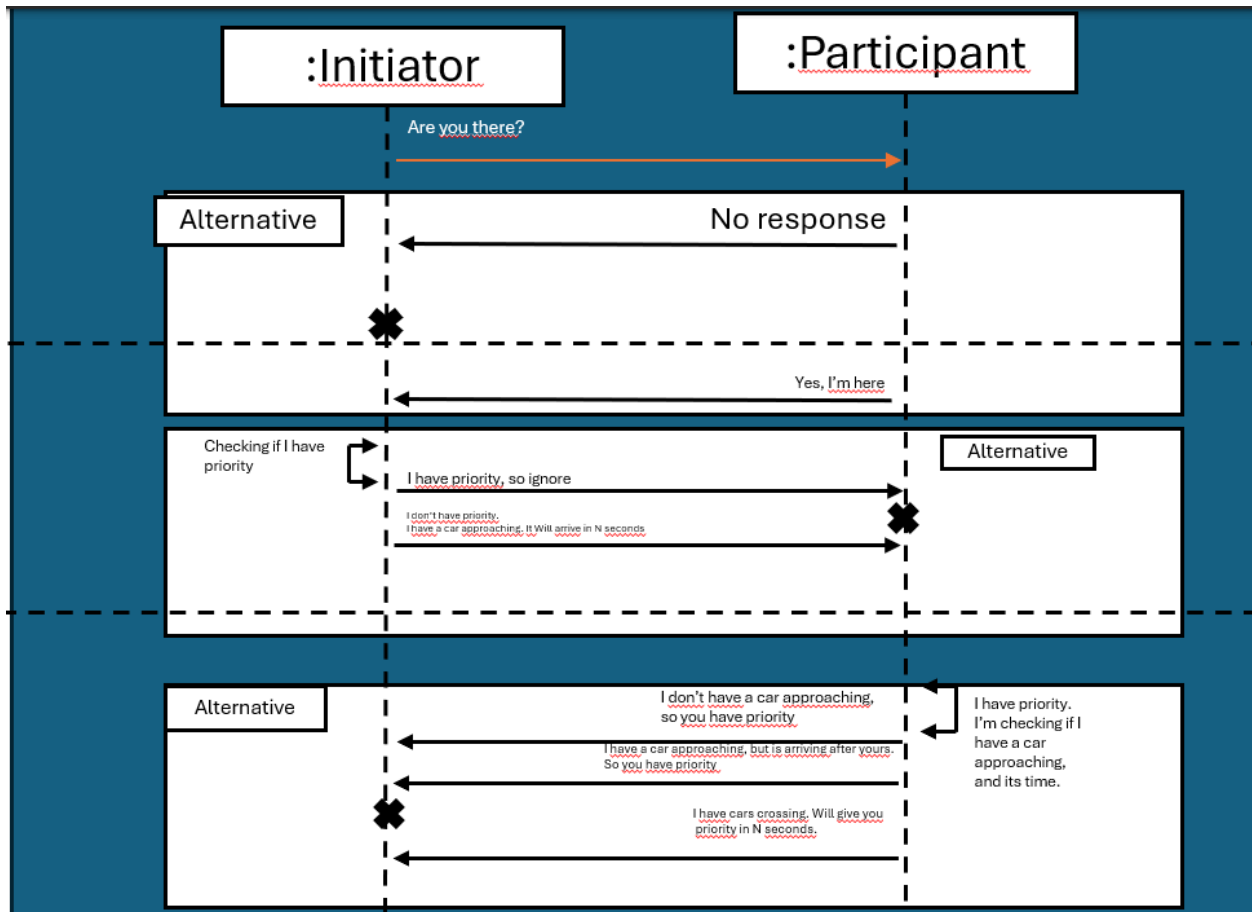 :Initiator
:Participant
Are you there?
Alternative
No response
Yes, I'm here
Checking if I have
priority
Alternative
I have priority, so ignore
I don't have priority.
I have a car approaching. It Will arrive in N seconds
Alternative
I don't have a car approaching,
so you have priority
I have priority.
I'm checking if I
have a car
approaching,
and its time.
I have a car approaching, but is arriving after yours.
So you have priority
I have cars crossing. Will give you
priority in N seconds.